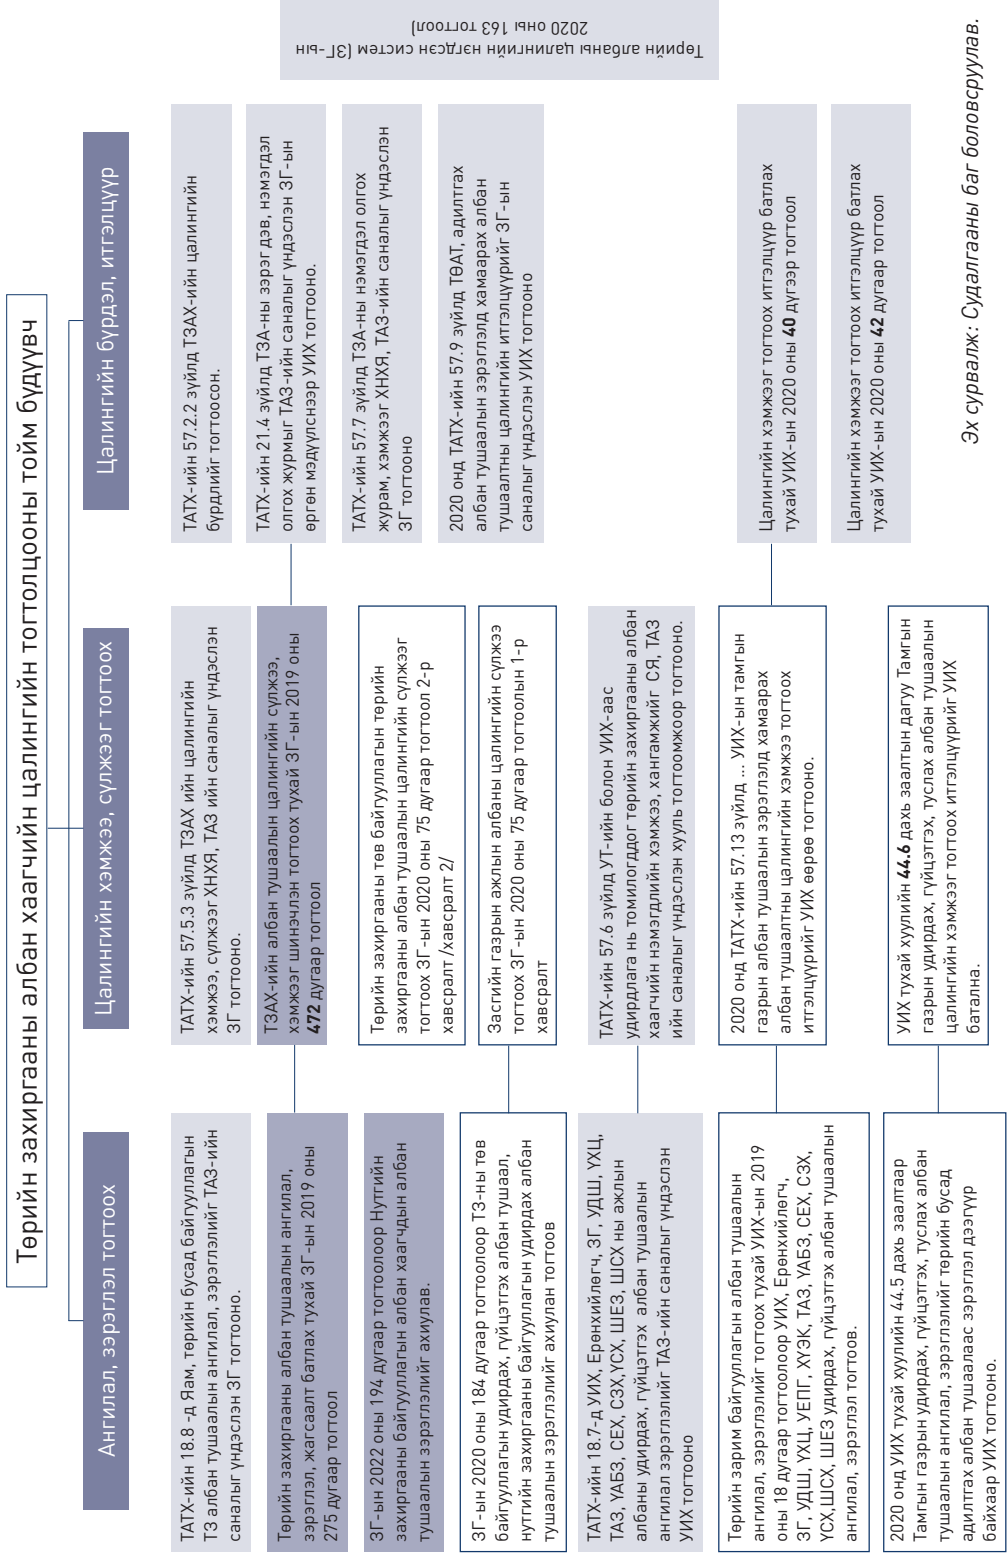 Төрийн захиргааны албан хаагчийн цалингийн тогтолцооны тойм бүдүүвч
Ангилал, зэрэглэл тогтоох
ТАТХ-ийн 18.8 -д Яам, төрийн бусад байгууллагын
ТЗ аалбан тушаалын ангилал, зэрэглэлийг ТАЗ-ийн
саналыг үндэслэн ЗГ тогтооно.
Төрийн захиргааны албан тушаалын ангилал,
зэрэглэл, жагсаалт батлах тухай ЗГ-ын 2019 оны
275 дугаар тогтоол
ЗГ-ын 2022 оны 194 дугаар тогтоолоор Нутгийн
захиргааны байгууллагын албан хаагчдын албан
тушаалын зэрэглэлийг ахиулав.
ЗГ-ын 2020 оны 184 дугаар тогтоолоор ТЗ-ны төв
байгууллагын удирдах, гүйцэтгэх албан тушаал,
нутгийн захиргааны байгууллагын удирдах албан
тушаалын зэрэглэлийг ахиулан тогтоов
ТАТХ-ийн 18.7-д УИХ, Ерөнхийлөгч, ЗГ, УДШ, ҮХЦ,
ТАЗ, ҮАБЗ, СЕХ, СЗХ,ҮСХ, ШЕЗ, ШСХ ны ажлын
албаны удирдах, гүйцэтгэх албан тушаалын
ангилал зэрэглэлийг ТАЗ-ийн саналыг үндэслэн
УИХ тогтооно
Төрийн зарим байгууллагын албан тушаалын
ангилал, зэрэглэлийг тогтоох тухай УИХ-ын 2019
оны 18 дугаар тогтоолоор УИХ, Ерөнхийлөгч,
ЗГ, УДШ, ҮХЦ, УЕПГ, ХҮЭК, ТАЗ, ҮАБЗ, СЕХ, СЗХ,
ҮСХ,ШСХ, ШЕЗ удирдах, гүйцэтгэх албан тушаалын
ангилал, зэрэглэл тогтоов.
2020 онд УИХ тухай хуулийн 44.5 дахь заалтаар
Тамгын газрын удирдах, гүйцэтгэх, туслах албан
тушаалын ангилал, зэрэглэлийг төрийн бусад
адилтгах албан тушаалаас зэрэглэл дээгүүр
байхаар УИХ тогтооно.
Цалингийн хэмжээ, сүлжээг тогтоох
ТАТХ-ийн 57.5.3 зүйлд ТЗАХ ийн цалингийн
хэмжээ, сүлжээг ХНХЯ, ТАЗ ийн саналыг үндэслэн
ЗГ тогтооно.
ТЗАХ-ийн албан тушаалын цалингийн сүлжээ,
хэмжээг шинэчлэн тогтоох тухай ЗГ-ын 2019 оны
472 дугаар тогтоол
Төрийн захиргааны төв байгууллагын төрийн
захиргааны албан тушаалын цалингийн сүлжээг
тогтоох ЗГ-ын 2020 оны 75 дугаар тогтоол 2-р
хавсралт /хавсралт 2/
Засгийн газрын ажлын албаны цалингийн сүлжээ
тогтоох ЗГ-ын 2020 оны 75 дугаар тогтоолын 1-р
хавсралт
ТАТХ-ийн 57.6 зүйлд УТ-ийн болон УИХ-аас
удирдлага нь томилогддог төрийн захиргааны албан
хаагчийн нэмэгдлийн хэмжээ, хангамжийг СЯ, ТАЗ
ийн саналыг үндэслэн хууль тогтоомжоор тогтооно.
2020 онд ТАТХ-ийн 57.13 зүйлд ... УИХ-ын тамгын
газрын албан тушаалын зэрэглэлд хамаарах
албан тушаалтны цалингийн хэмжээ тогтоох
итгэлцүүрийг УИХ өөрөө тогтооно.
УИХ тухай хуулийн 44.6 дахь заалтын дагуу Тамгын
газрын удирдах, гүйцэтгэх, туслах албан тушаалын
цалингийн хэмжээг тогтоох итгэлцүүрийг УИХ
батална.
Цалингийн бүрдэл, итгэлцүүр
ТАТХ-ийн 57.2.2 зүйлд ТЗАХ-ийн цалингийн
бүрдлийг тогтоосон.
ТАТХ-ийн 21.4 зүйлд ТЗА-ны зэрэг дэв, нэмэгдэл
олгох журмыг ТАЗ-ийн саналыг үндэслэн ЗГ-ын
өргөн мэдүүлснээр УИХ тогтооно.
ТАТХ-ийн 57.7 зүйлд ТЗА-ны нэмэгдэл олгох
журам, хэмжээг ХНХЯ, ТАЗ-ийн саналыг үндэслэн
ЗГ тогтооно
2020 онд ТАТХ-ийн 57.9 зүйлд ТӨАТ, адилтгах
албан тушаалын зэрэглэлд хамаарах албан
тушаалтны цалингийн итгэлцүүрийг ЗГ-ын
саналыг үндэслэн УИХ тогтооно
Цалингийн хэмжээг тогтоох итгэлцүүр батлах
тухай УИХ-ын 2020 оны 40 дүгээр тогтоол
Цалингийн хэмжээг тогтоох итгэлцүүр батлах
тухай УИХ-ын 2020 оны 42 дугаар тогтоол
Төрийн албаны цалингийн нэгдсэн систем (ЗГ-ын
2020 оны 163 тогтоол)
Эх сурвалж: Судалгааны баг боловсруулав.